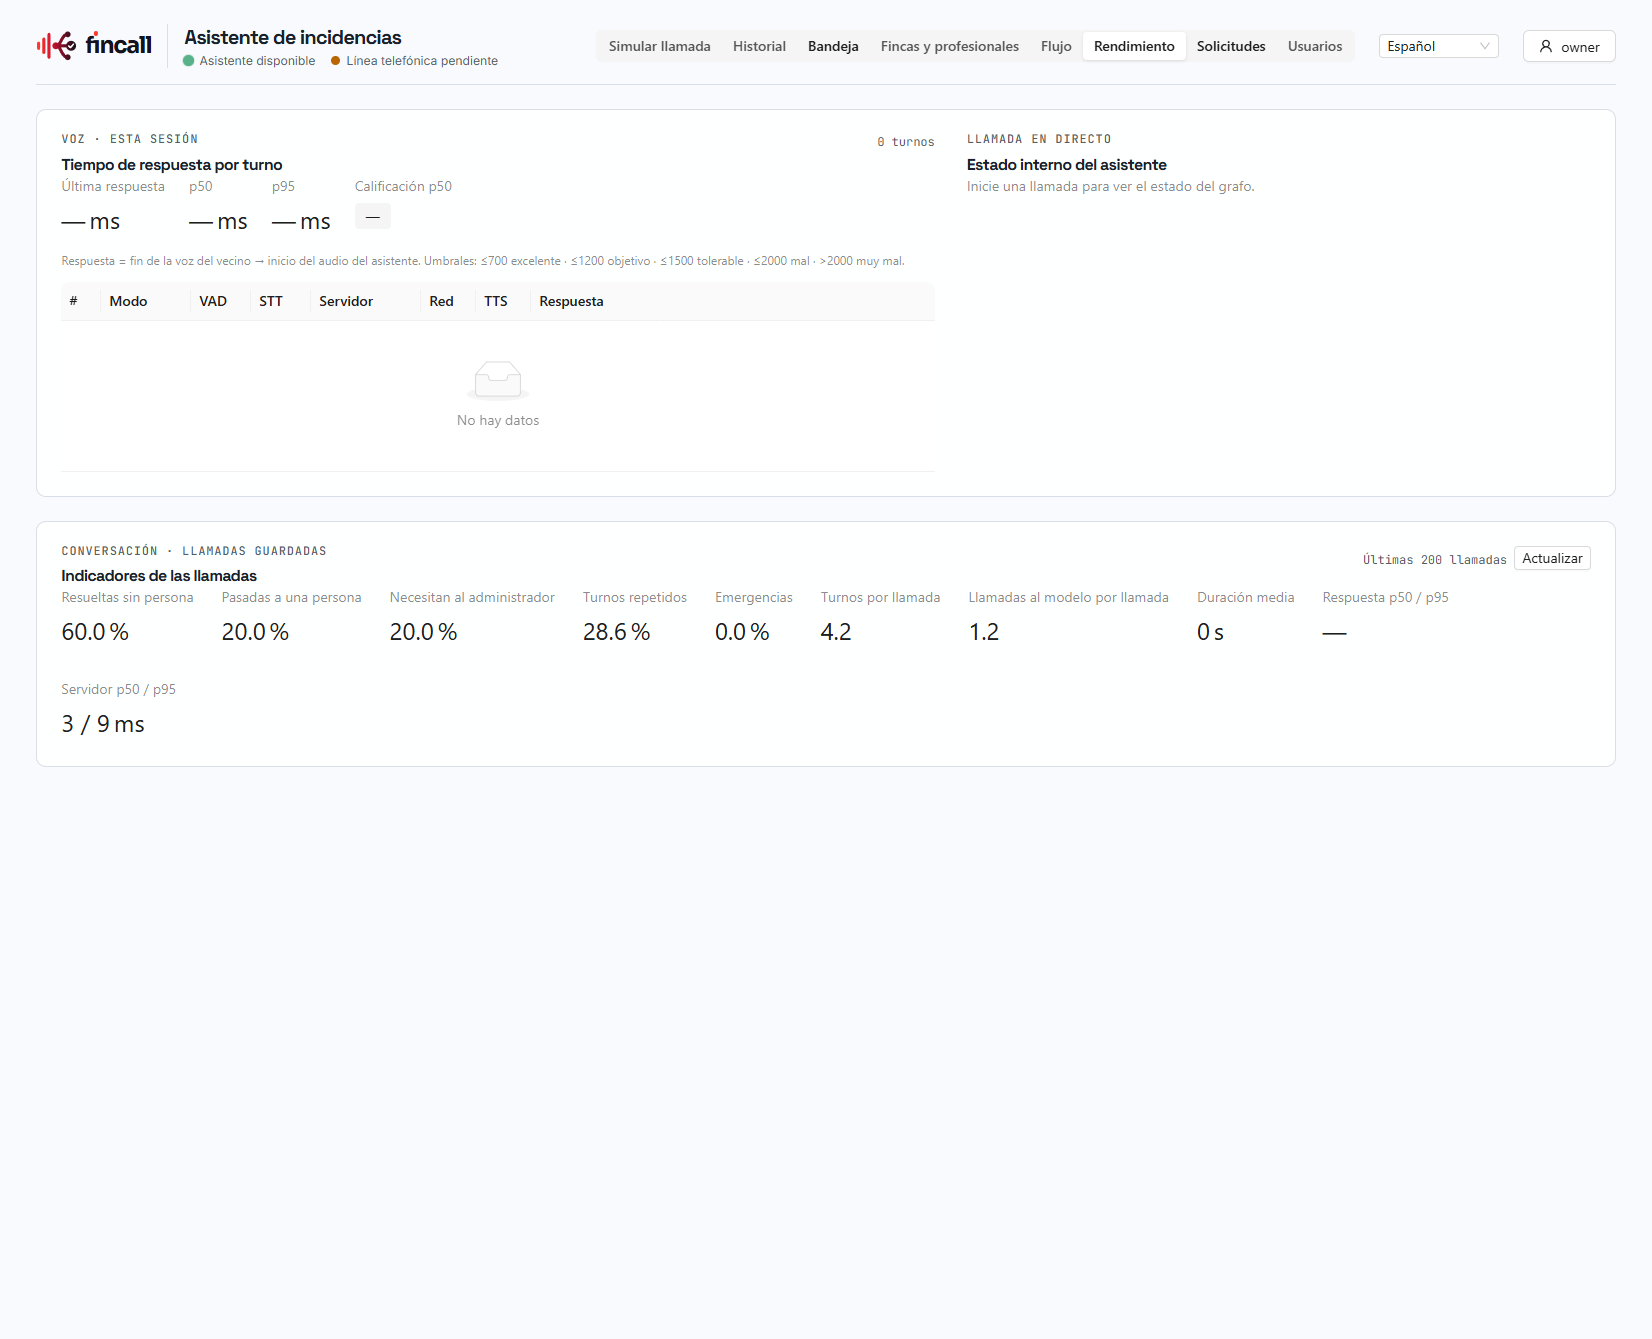 fincall
Asistente de incidencias
Asistente disponible
Línea telefónica pendiente
Simular llamada
Historial
Bandeja
Fincas y profesionales
Flujo
Rendimiento
Solicitudes
Usuarios
Español
owner
VOZ · ESTA SESIÓN
0 turnos
Tiempo de respuesta por turno
Última respuesta p50 p95 Calificación p50
— ms — ms — ms —
Respuesta = fin de la voz del vecino → inicio del audio del asistente. Umbrales: ≤700 excelente · ≤1200 objetivo · ≤1500 tolerable · ≤2000 mal · >2000 muy mal.
# Modo VAD STT Servidor Red TTS Respuesta
No hay datos
LLAMADA EN DIRECTO
Estado interno del asistente
Inicie una llamada para ver el estado del grafo.
CONVERSACIÓN · LLAMADAS GUARDADAS
Últimas 200 llamadas Actualizar
Indicadores de las llamadas
Resueltas sin persona Pasadas a una persona Necesitan al administrador Turnos repetidos Emergencias Turnos por llamada Llamadas al modelo por llamada Duración media Respuesta p50 / p95
60.0 % 20.0 % 20.0 % 28.6 % 0.0 % 4.2 1.2 0 s —
Servidor p50 / p95
3 / 9 ms